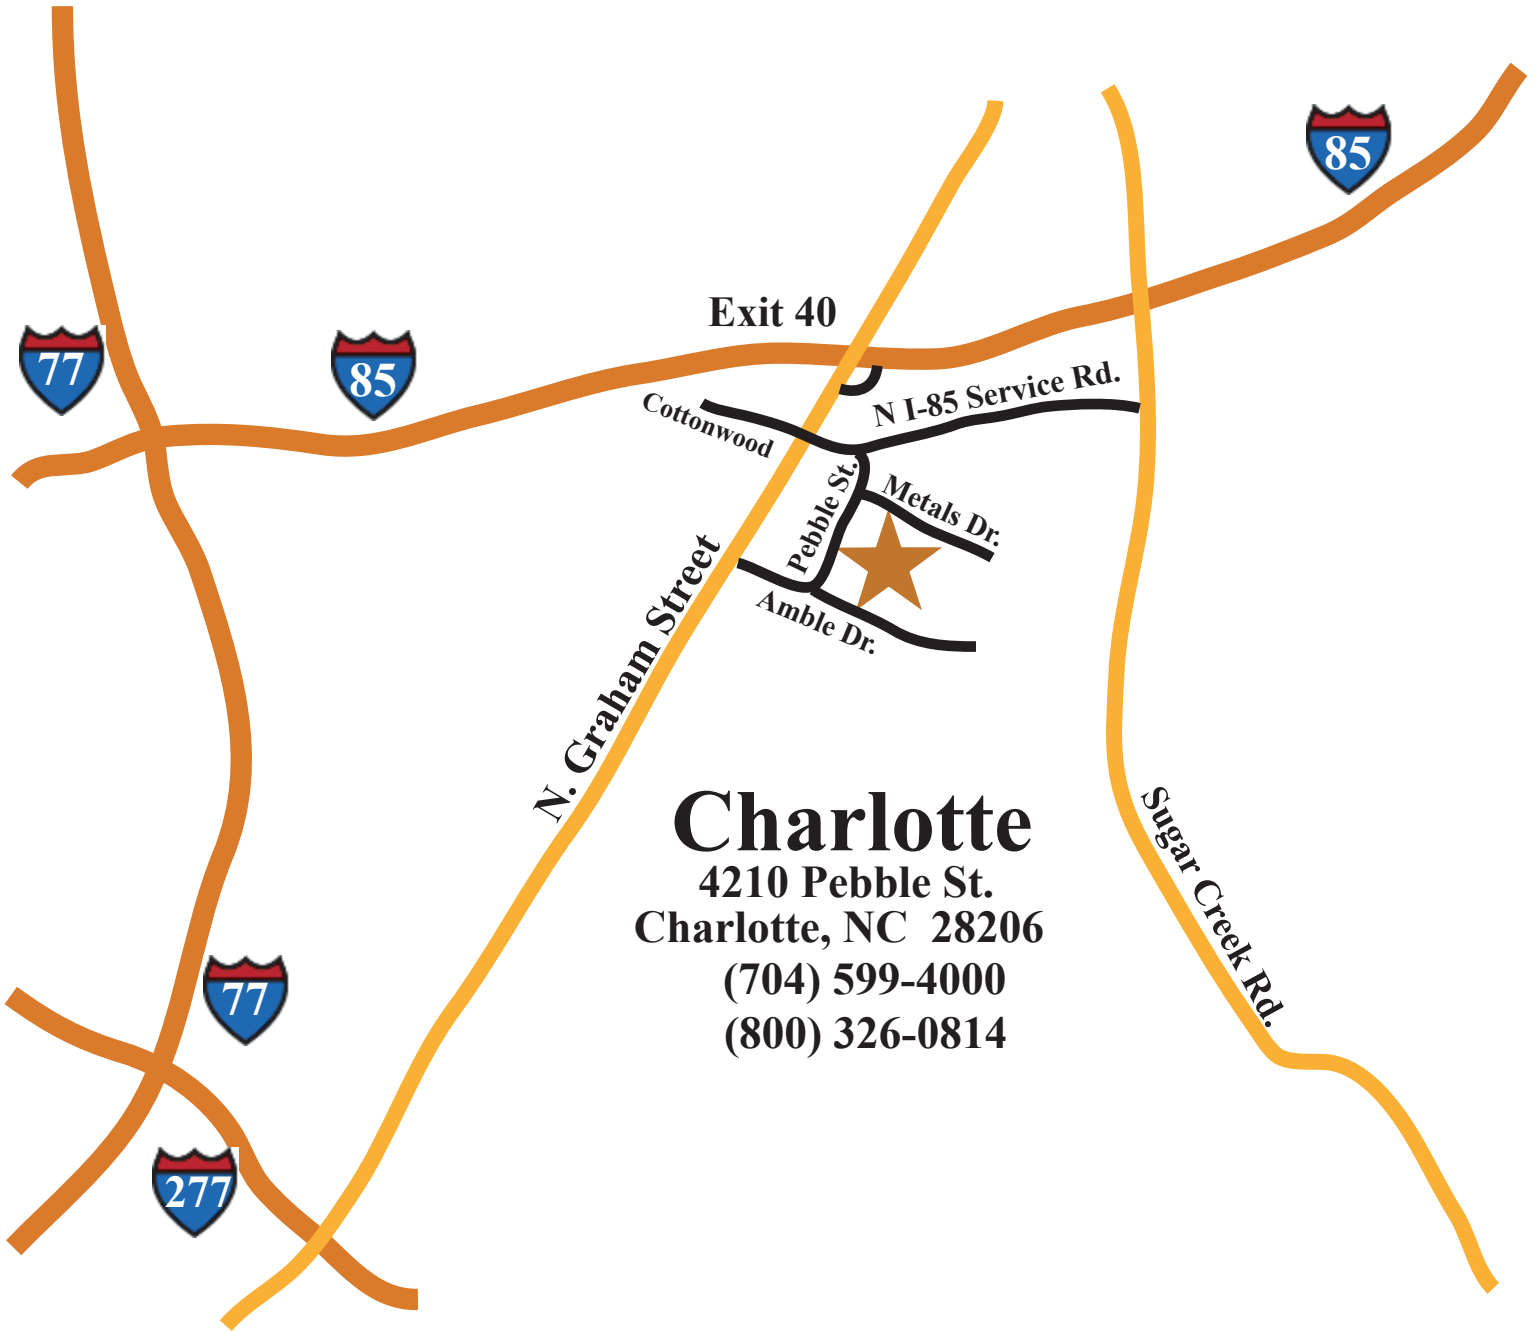 85
Exit 40
77
85
N I-85 Service Rd.
Cottonwood
Pebble St.
Metals Dr.
Amble Dr.
N. Graham Street
Sugar Creek Rd.
Charlotte
4210 Pebble St.
Charlotte, NC  28206
(704) 599-4000
(800) 326-0814
77
277